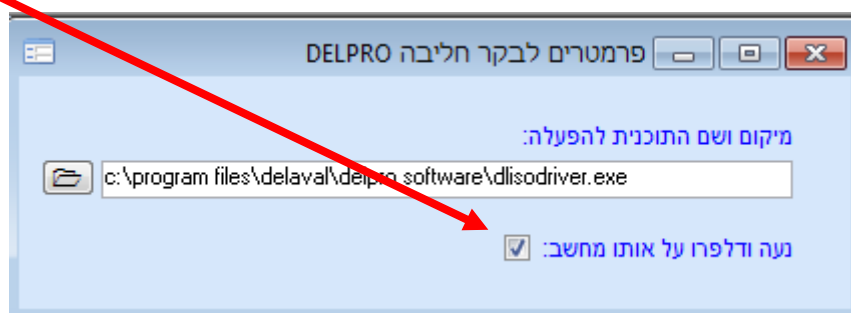 פרמטרים לבקר חליבה DELPRO
מיקום ושם התוכנית להפעלה:
c:\program files\delaval\delpro software\dlisodriver.exe
נעה ודלפרו על אותו מחשב: